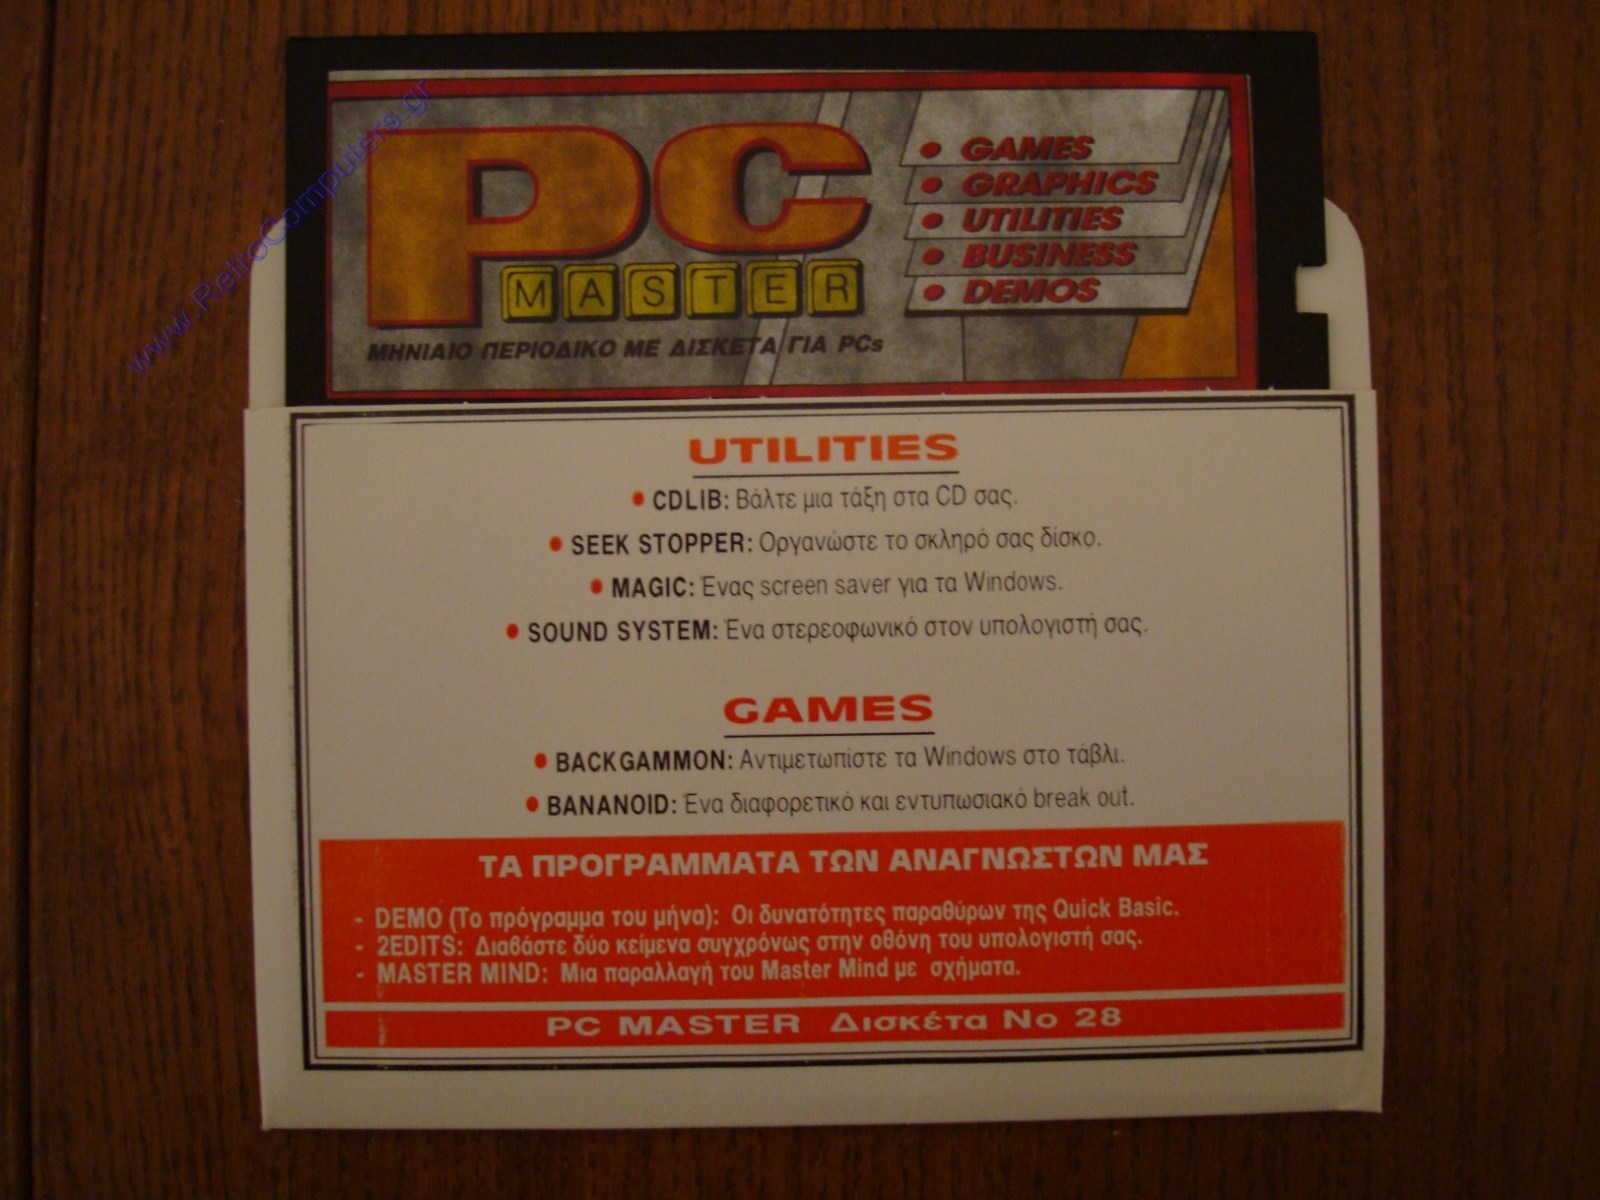 www.RetroComputers.gr
PC
MASTER
ΜΗΝΙΑΙΟ ΠΕΡΙΟΔΙΚΟ ΜΕ ΔΙΣΚΕΤΑ ΓΙΑ PCs
• GAMES
• GRAPHICS
• UTILITIES
• BUSINESS
• DEMOS
UTILITIES
• CDLIB: Βάλτε μια τάξη στα CD σας.
• SEEK STOPPER: Οργανώστε το σκληρό σας δίσκο.
• MAGIC: Ένας screen saver για τα Windows.
• SOUND SYSTEM: Ένα στερεοφωνικό στον υπολογιστή σας.
GAMES
• BACKGAMMON: Αντιμετωπίστε τα Windows στο τάβλι.
• BANANOID: Ένα διαφορετικό και εντυπωσιακό break out.
ΤΑ ΠΡΟΓΡΑΜΜΑΤΑ ΤΩΝ ΑΝΑΓΝΩΣΤΩΝ ΜΑΣ
- DEMO (Το πρόγραμμα του μήνα): Οι δυνατότητες παραθύρων της Quick Basic.
- 2EDITS: Διαβάστε δύο κείμενα συγχρόνως στην οθόνη του υπολογιστή σας.
- MASTER MIND: Μια παραλλαγή του Master Mind με σχήματα.
PC MASTER Δισκέτα Νο 28